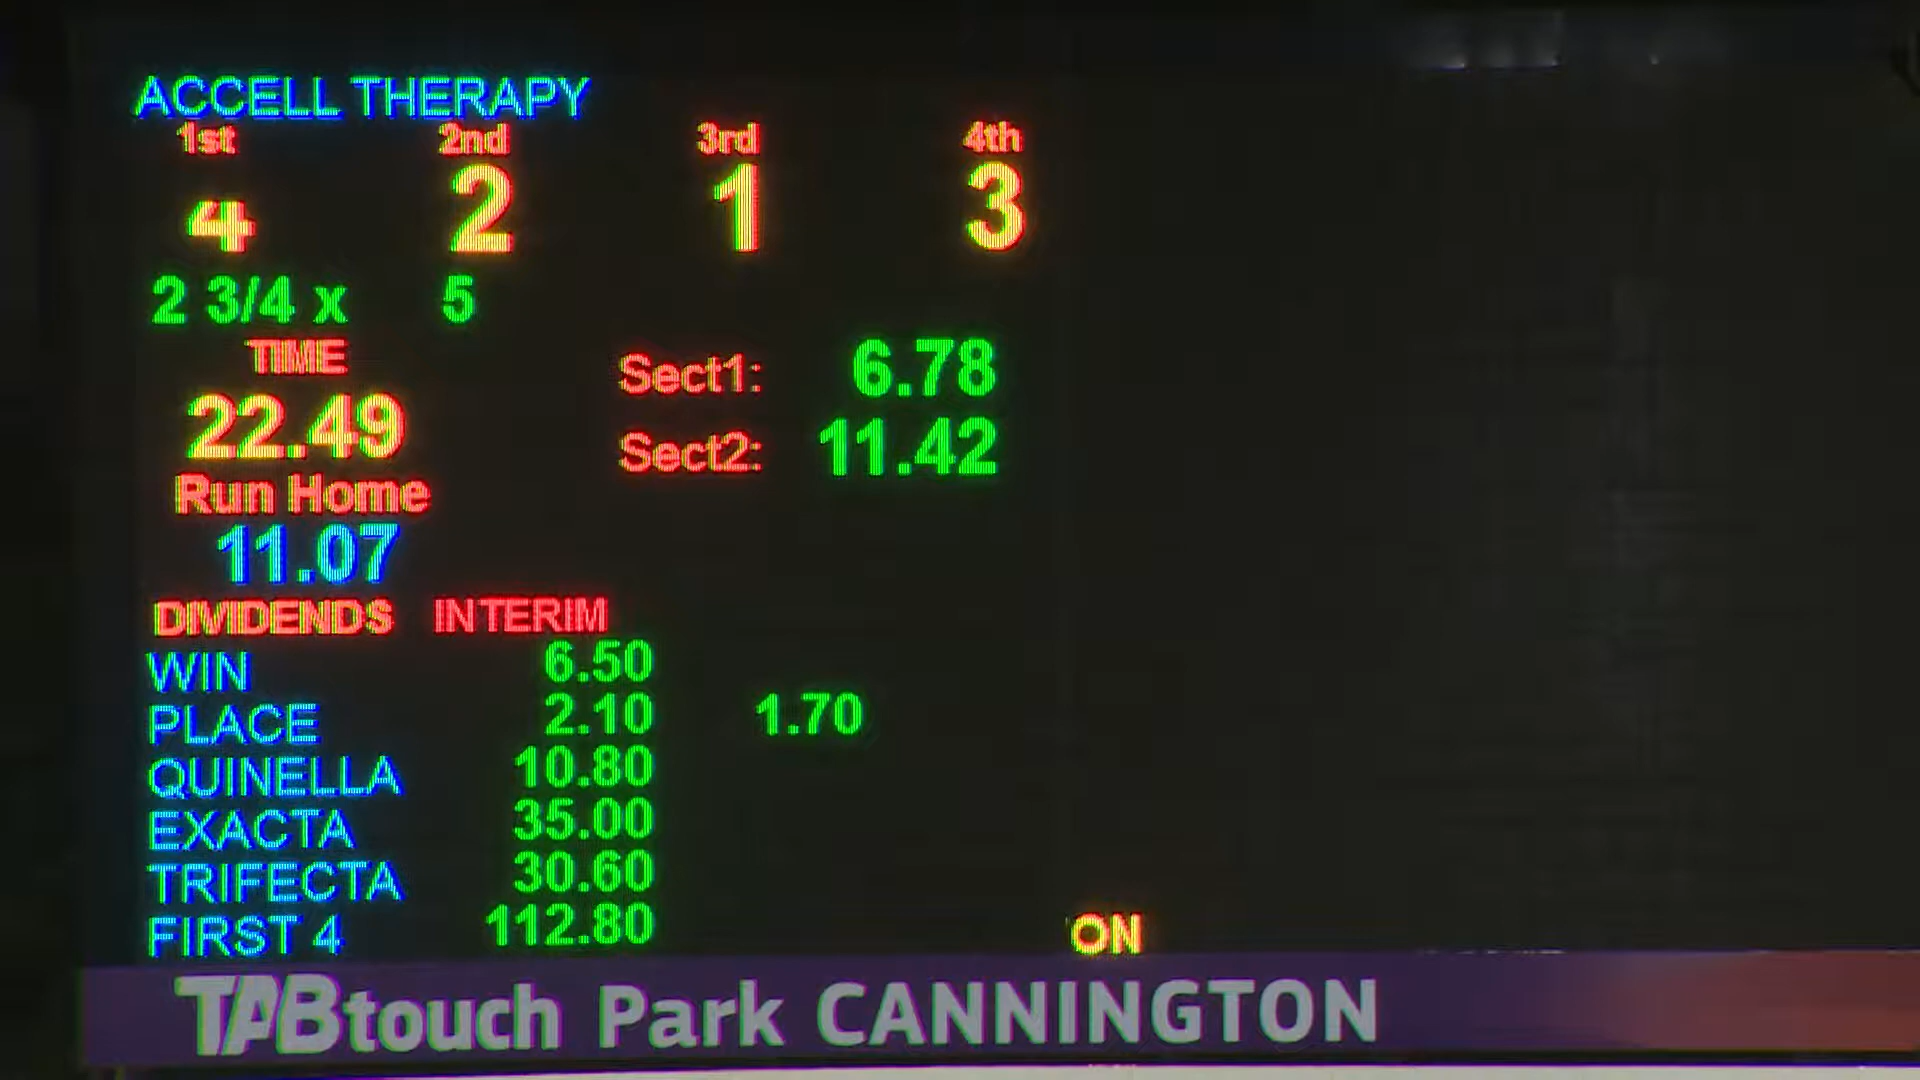 ACCELL THERAPY
1st 2nd 3rd 4th
4 2 1 3
2 3/4 x 5
TIME
Sect1: 6.78
22.49
Sect2: 11.42
Run Home
11.07
DIVIDENDS INTERIM
WIN 6.50
PLACE 2.10 1.70
QUINELLA 10.80
EXACTA 35.00
TRIFECTA 30.60
FIRST 4 112.80
ON
TABtouch Park CANNINGTON